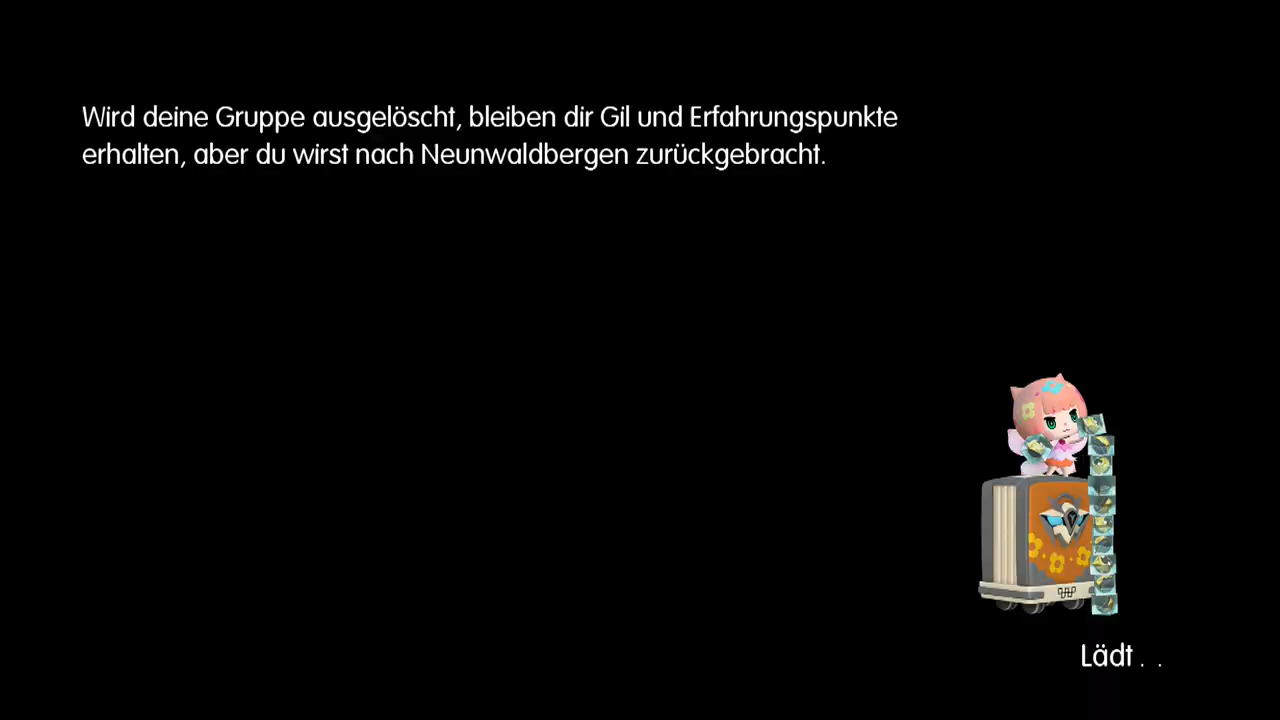 Wird deine Gruppe ausgelöscht, bleiben dir Gil und Erfahrungspunkte
erhalten, aber du wirst nach Neunwaldbergen zurückgebracht.
Lädt . .